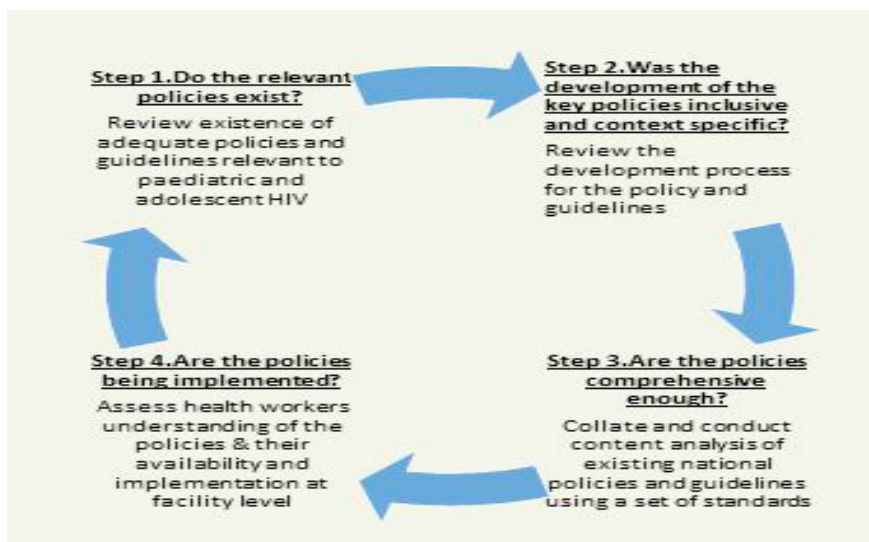 Step 1.Do the relevant
policies exist?
Review existence of
adequate policies and
guidelines relevant to
paediatric and
adolescent HIV
Step 2.Was the
development of the
key policies inclusive
and context specific?
Review the
development process
for the policy and
guidelines
Step 3.Are the policies
comprehensive
enough?
Collate and conduct
content analysis of
existing national
policies and guidelines
using a set of standards
Step 4.Are the policies
being implemented?
Assess health workers
understanding of the
policies & their
availability and
implementation at
facility level